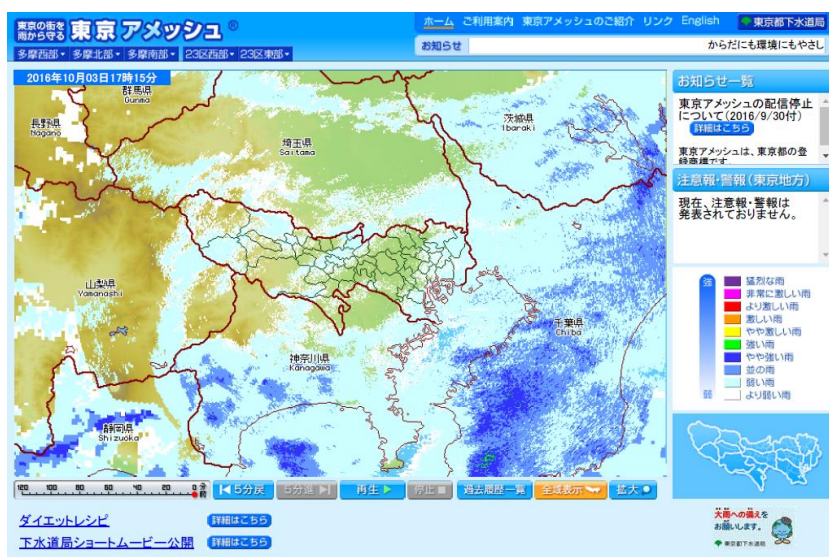 東京の街を
雨から守る
東京アメッシュ®
ホーム ご利用案内 東京アメッシュのご紹介 リンク English
東京都下水道局
多摩西部 多摩北部 多摩南部 23区西部 23区東部
お知らせ
からだにも環境にもやさし
2016年10月03日17時15分
群馬県
Gunma
長野県
Nagano
埼玉県
Saitama
茨城県
Ibaraki
山梨県
Yamanashi
神奈川県
Kanagawa
千葉県
Chiba
静岡県
Shizuoka
お知らせ一覧
東京アメッシュの配信停止
について(2016/9/30付)
詳細はこちら
東京アメッシュは、東京都の登
録商標です。
注意報・警報(東京地方)
現在、注意報・警報は
発表されておりません。
強
弱
猛烈な雨
非常に激しい雨
より激しい雨
激しい雨
やや激しい雨
強い雨
やや強い雨
並の雨
弱い雨
より弱い雨
120 100 80 60 40 20 0 分前
5分戻
5分進
再生
停止
過去履歴一覧
全域表示
拡大
ダイエットレシピ
詳細はこちら
下水道局ショートムービー公開
詳細はこちら
大雨への備えを
お願いします。
東京都下水道局